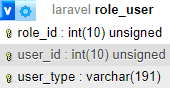 v laravel role_user
role_id : int(10) unsigned
user_id : int(10) unsigned
user_type : varchar(191)